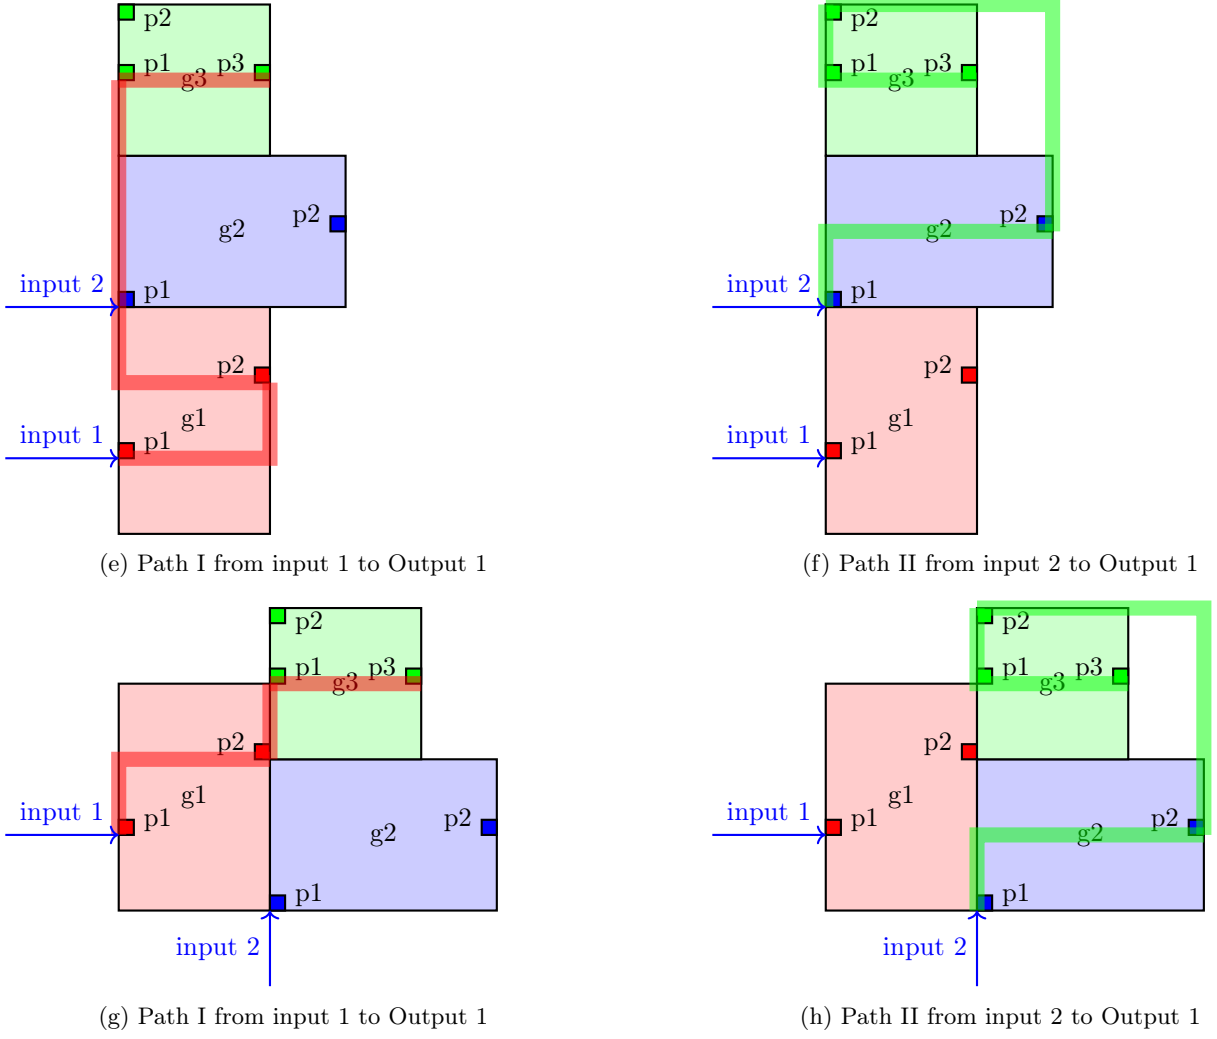 p2
p1 p3
g3
p2
g2
input 2
p1
p2
g1
input 1
p1
(e) Path I from input 1 to Output 1
p2
p1 p3
g3
p2
g2
input 2
p1
p2
g1
input 1
p1
(f) Path II from input 2 to Output 1
p2
p1 p3
g3
p2
g1
input 1
p1
p2
g2
p1
input 2
(g) Path I from input 1 to Output 1
p2
p1 p3
g3
p2
g1
input 1
p1
p2
g2
p1
input 2
(h) Path II from input 2 to Output 1